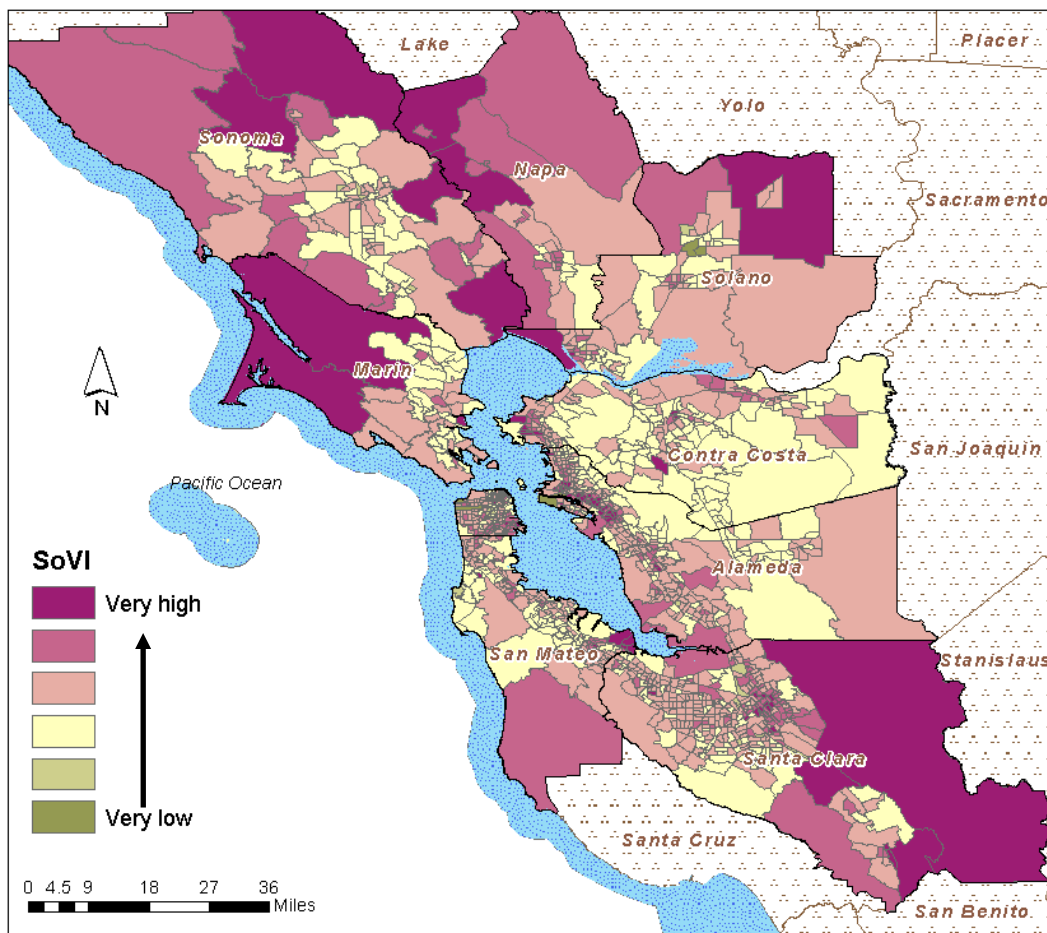 Lake
Placer
Yolo
Sonoma
Napa
Sacramento
Solano
Marin
N
Contra Costa
San Joaquin
Pacific Ocean
SoVI
Very high
Alameda
San Mateo
Stanislaus
Santa Clara
Very low
Santa Cruz
0 4.5 9 18 27 36
Miles
San Benito